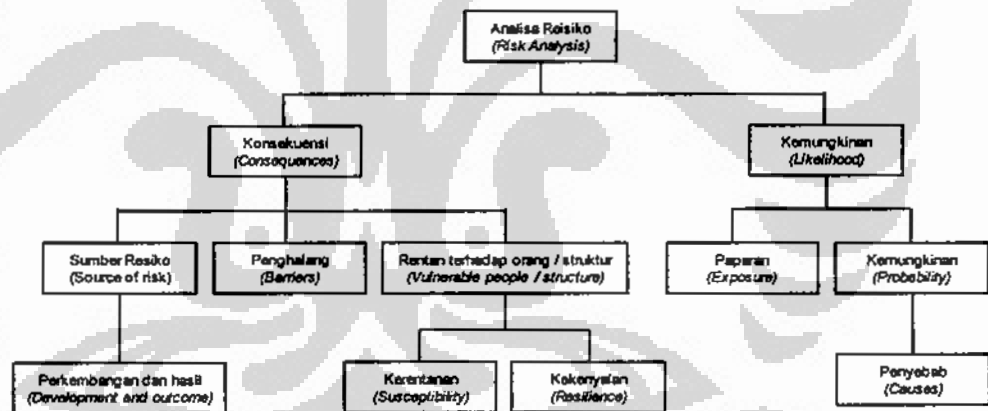 Analisa Reisiko
(Risk Analysis)
Konsekuensi
(Consequences)
Kemungkinan
(Likelihood)
Sumber Resiko
(Source of risk)
Penghalang
(Barriers)
Rentan terhadap orang / struktur
(Vulnerable people / structure)
Paparan
(Exposure)
Kemungkinan
(Probability)
Perkembangan dan hasil
(Development and outcome)
Kerentanan
(Susceptibility)
Kekenyalan
(Resilience)
Penyebab
(Causes)